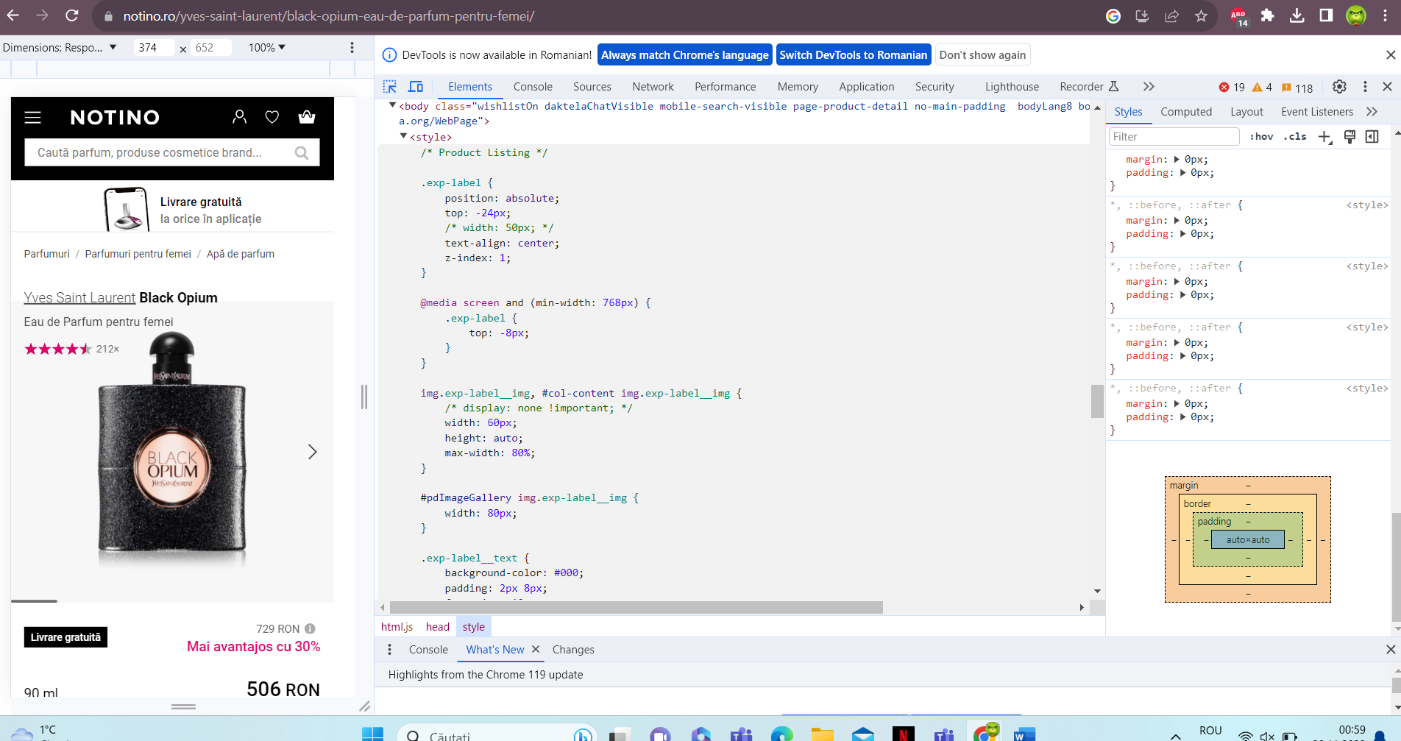 notino.ro/yves-saint-laurent/black-opium-eau-de-parfum-pentru-femei/
ABP
14
Dimensions: Respo... 374 × 652 100%
NOTINO
Caută parfum, produse cosmetice brand...
Livrare gratuită
la orice în aplicație
Parfumuri / Parfumuri pentru femei / Apă de parfum
Yves Saint Laurent Black Opium
Eau de Parfum pentru femei
212×
YVES SAINT LAURENT
BLACK
OPIUM
YVES SAINT LAURENT
Livrare gratuită
729 RON
Mai avantajos cu 30%
90 ml
506 RON
DevTools is now available in Romanian! Always match Chrome's language Switch DevTools to Romanian Don't show again
Elements Console Sources Network Performance Memory Application Security Lighthouse Recorder 19 4 118
<body class="wishlistOn daktelaChatVisible mobile-search-visible page-product-detail no-main-padding bodyLang8 bo
a.org/WebPage">
<style>
/* Product Listing */
.exp-label {
position: absolute;
top: -24px;
/* width: 50px; */
text-align: center;
z-index: 1;
}
@media screen and (min-width: 768px) {
.exp-label {
top: -8px;
}
}
img.exp-label__img, #col-content img.exp-label__img {
/* display: none !important; */
width: 60px;
height: auto;
max-width: 80%;
}
#pdImageGallery img.exp-label__img {
width: 80px;
}
.exp-label__text {
background-color: #000;
padding: 2px 8px;
html.js head style
Console What's New Changes
Highlights from the Chrome 119 update
Styles Computed Layout Event Listeners
Filter :hov .cls
margin: 0px;
padding: 0px;
}
*, ::before, ::after { <style>
margin: 0px;
padding: 0px;
}
*, ::before, ::after { <style>
margin: 0px;
padding: 0px;
}
*, ::before, ::after { <style>
margin: 0px;
padding: 0px;
}
*, ::before, ::after { <style>
margin: 0px;
padding: 0px;
}
margin –
border –
padding –
– – – auto×auto – – –
–
–
–
1°C
Căutați
ROU
00:59